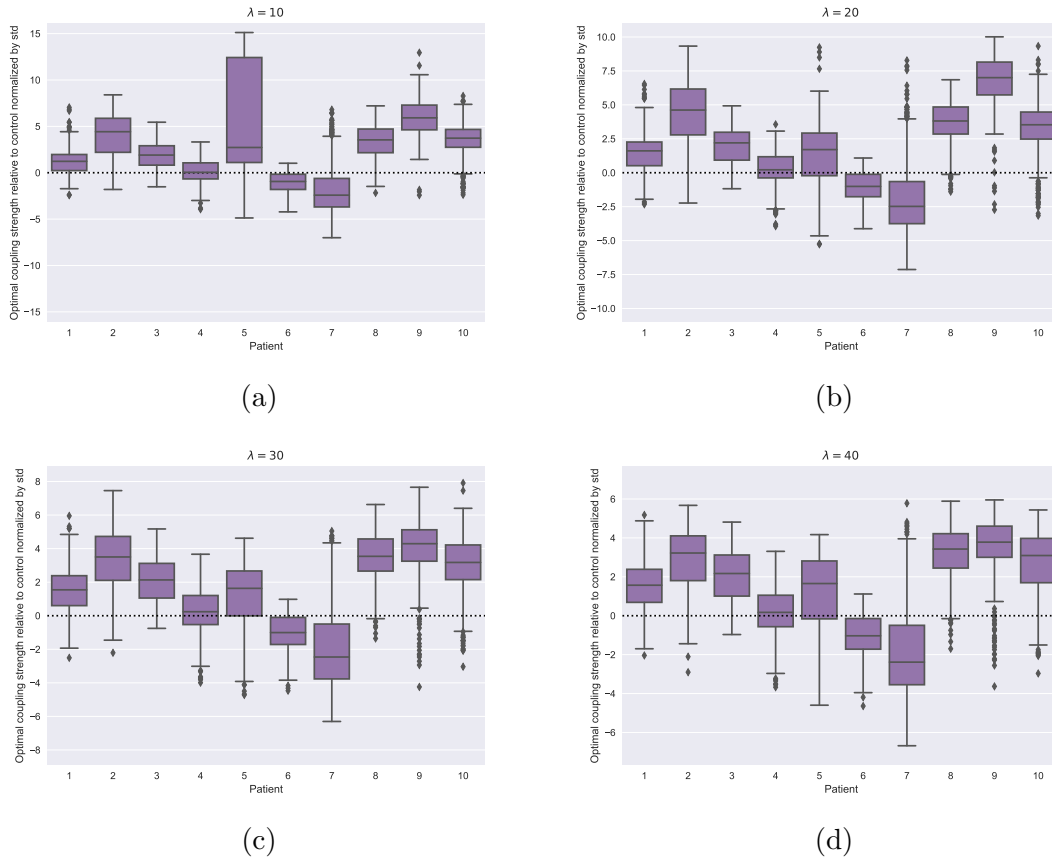 λ = 10
Optimal coupling strength relative to control normalized by std
15
10
5
0
−5
−10
−15
1 2 3 4 5 6 7 8 9 10
Patient
(a)
λ = 20
Optimal coupling strength relative to control normalized by std
10.0
7.5
5.0
2.5
0.0
−2.5
−5.0
−7.5
−10.0
1 2 3 4 5 6 7 8 9 10
Patient
(b)
λ = 30
Optimal coupling strength relative to control normalized by std
8
6
4
2
0
−2
−4
−6
−8
1 2 3 4 5 6 7 8 9 10
Patient
(c)
λ = 40
Optimal coupling strength relative to control normalized by std
6
4
2
0
−2
−4
−6
1 2 3 4 5 6 7 8 9 10
Patient
(d)